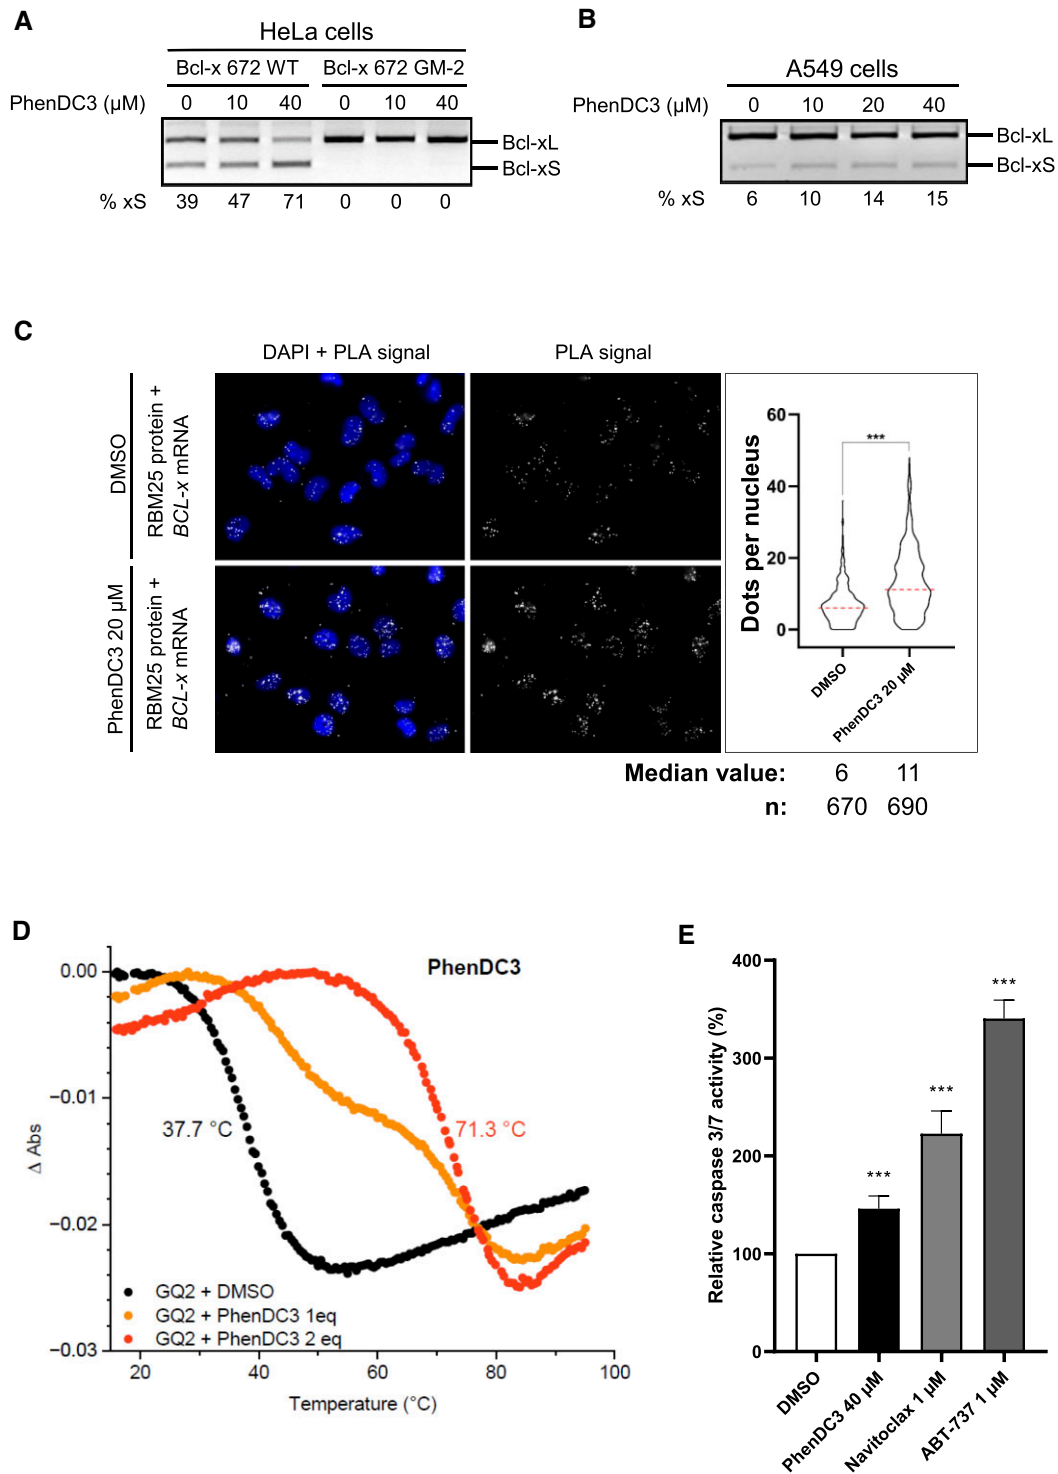 A
HeLa cells
Bcl-x 672 WT Bcl-x 672 GM-2
PhenDC3 (µM) 0 10 40 0 10 40
Bcl-xL
Bcl-xS
% xS 39 47 71 0 0 0
B
A549 cells
PhenDC3 (µM) 0 10 20 40
Bcl-xL
Bcl-xS
% xS 6 10 14 15
C
DAPI + PLA signal PLA signal
DMSO
RBM25 protein +
BCL-x mRNA
PhenDC3 20 µM
RBM25 protein +
BCL-x mRNA
Dots per nucleus
60
40
20
0
***
DMSO
PhenDC3 20 µM
Median value: 6 11
n: 670 690
D
PhenDC3
Δ Abs
0.00
−0.01
−0.02
−0.03
37.7 °C
71.3 °C
GQ2 + DMSO
GQ2 + PhenDC3 1eq
GQ2 + PhenDC3 2 eq
20 40 60 80 100
Temperature (°C)
E
Relative caspase 3/7 activity (%)
400
300
200
100
0
***
***
***
DMSO
PhenDC3 40 µM
Navitoclax 1 µM
ABT-737 1 µM